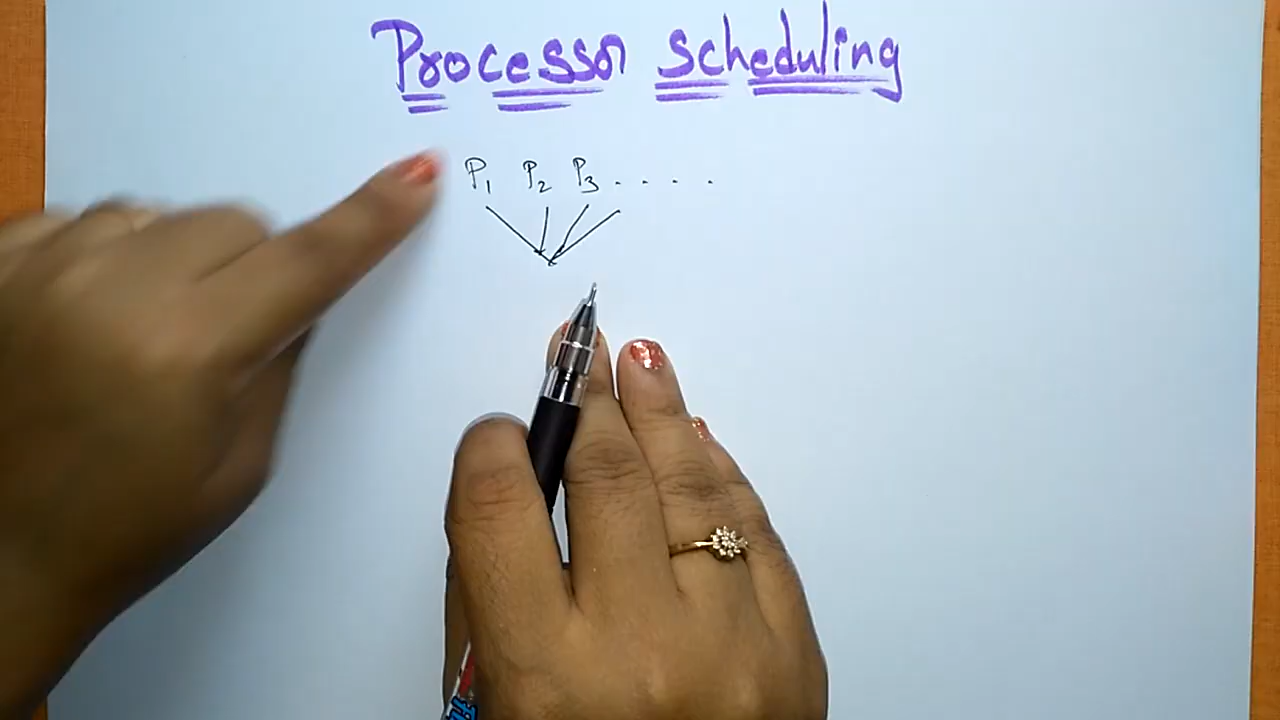 Processor Scheduling
P1 P2 P3 . . . .